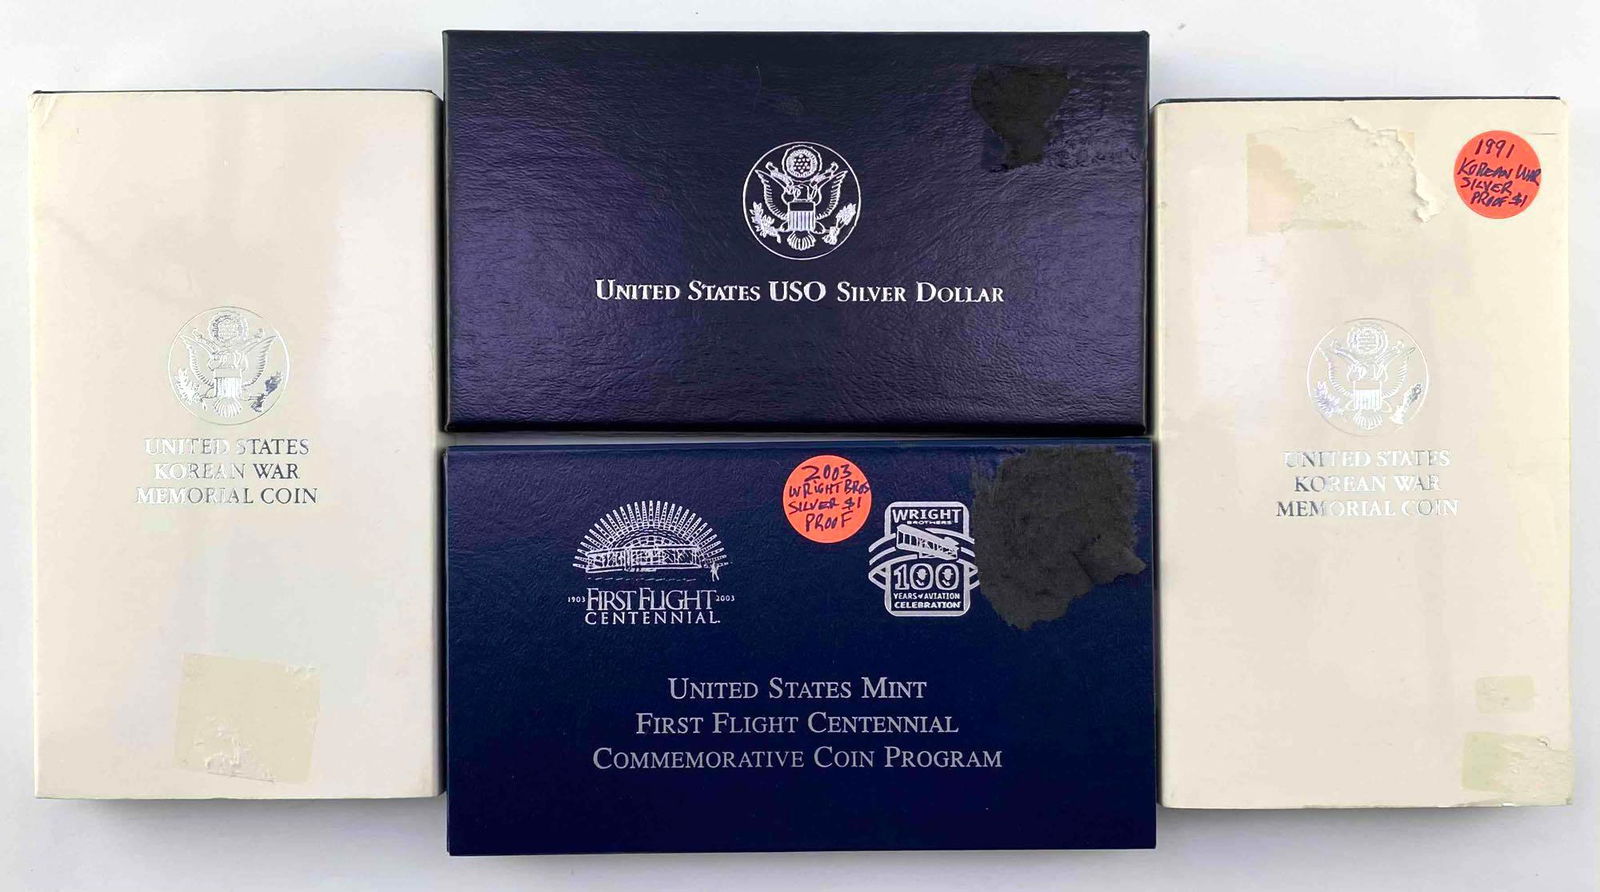 UNITED STATES
KOREAN WAR
MEMORIAL COIN
UNITED STATES USO SILVER DOLLAR
2003
WRIGHT BROS
SILVER $1
PROOF
1903 FIRST FLIGHT 2003
CENTENNIAL
WRIGHT
BROTHERS
100
YEARS of AVIATION
CELEBRATION
UNITED STATES MINT
FIRST FLIGHT CENTENNIAL
COMMEMORATIVE COIN PROGRAM
1991
KOREAN WAR
SILVER
PROOF $1
UNITED STATES
KOREAN WAR
MEMORIAL COIN